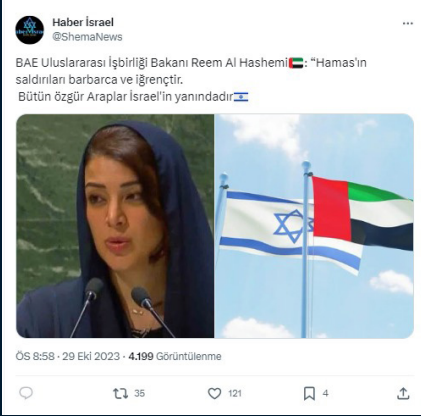 Haber İsrael
@ShemaNews
BAE Uluslararası İşbirliği Bakanı Reem Al Hashemi🇦🇪: “Hamas'ın
saldırıları barbarca ve iğrençtir.
Bütün özgür Araplar İsrael'in yanındadır🇮🇱
ÖS 8:58 · 29 Eki 2023 · 4.199 Görüntülenme
35 121 4